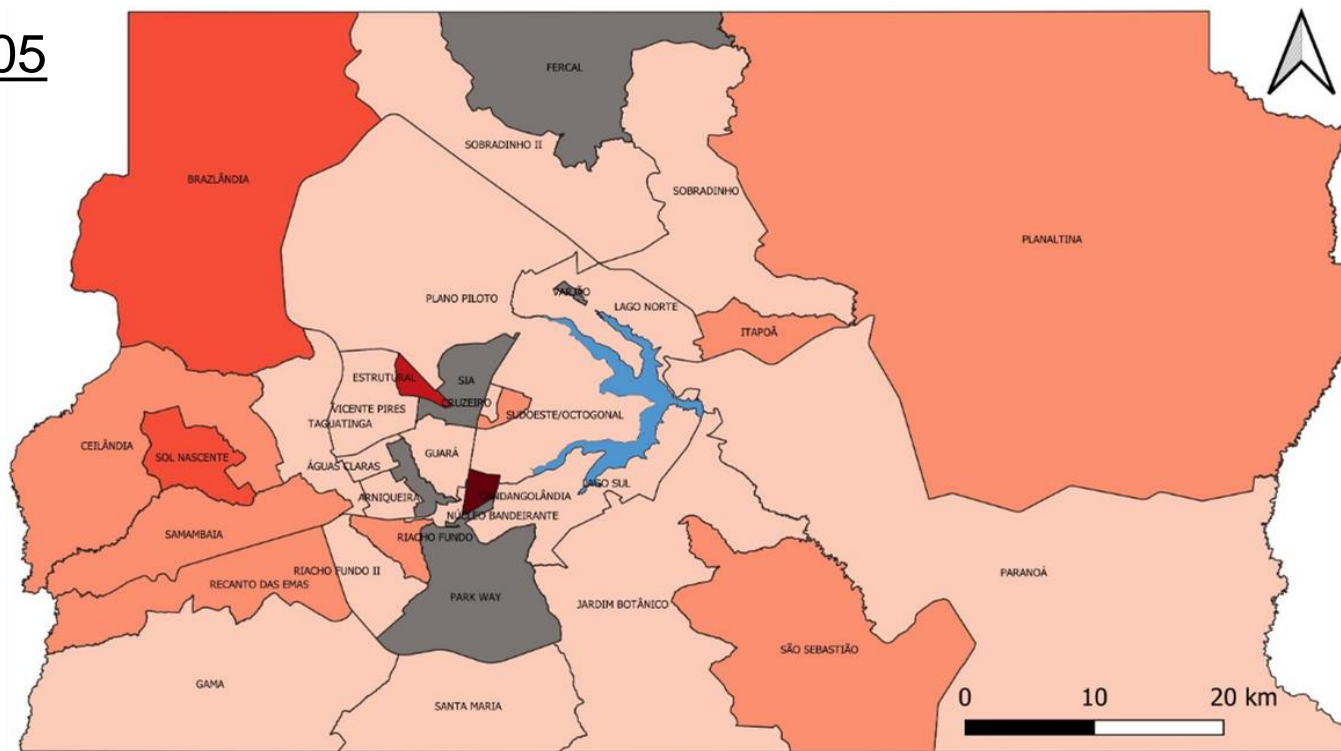 05
FERCAL
SOBRADINHO II
BRAZLÂNDIA
SOBRADINHO
PLANALTINA
VARJÃO
PLANO PILOTO
LAGO NORTE
ITAPOÃ
ESTRUTURAL
SIA
CRUZEIRO
VICENTE PIRES
SUDOESTE/OCTOGONAL
TAGUATINGA
CEILÂNDIA
GUARÁ
SOL NASCENTE
ÁGUAS CLARAS
LAGO SUL
ARNIQUEIRA
CANDANGOLÂNDIA
NÚCLEO BANDEIRANTE
SAMAMBAIA
RIACHO FUNDO
RIACHO FUNDO II
PARANOÁ
RECANTO DAS EMAS
PARK WAY
JARDIM BOTÂNICO
SÃO SEBASTIÃO
GAMA
SANTA MARIA
0 10 20 km